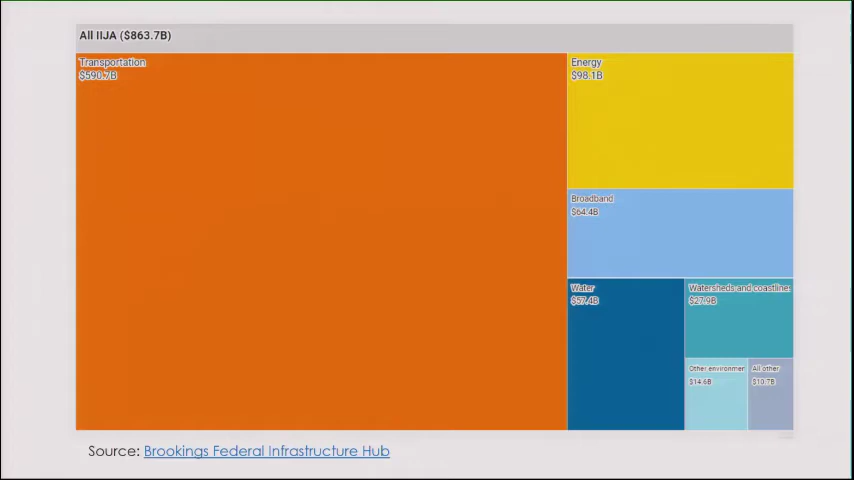 All IIJA ($863.7B)
Transportation
$590.7B
Energy
$98.1B
Broadband
$64.4B
Water
$57.4B
Watersheds and coastlines
$27.9B
Other environmen
$14.6B
All other
$10.7B
Source: Brookings Federal Infrastructure Hub